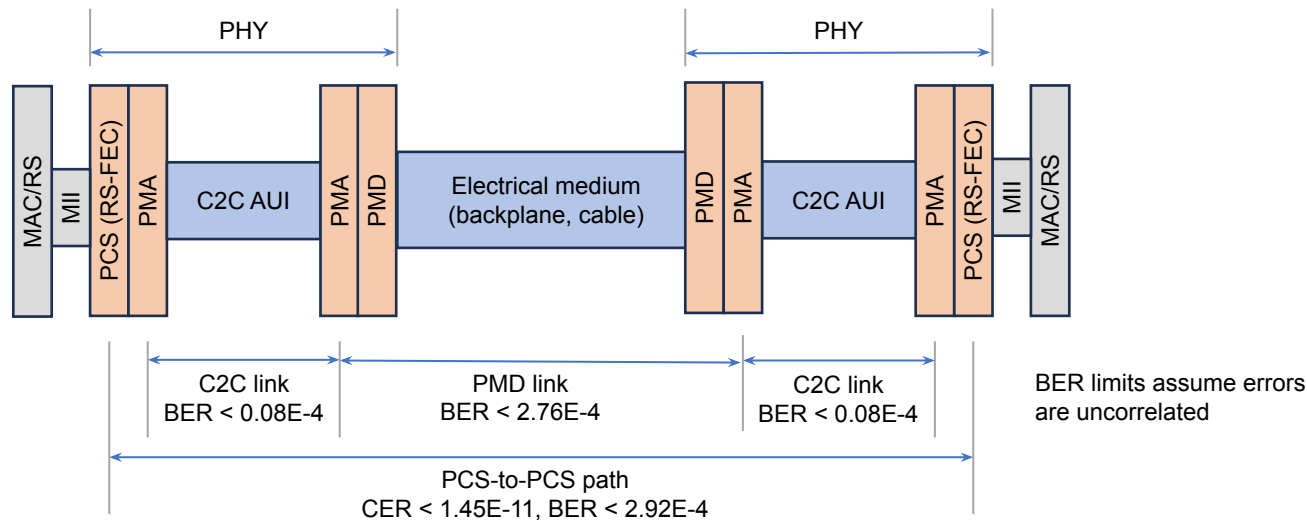 PHY
PHY
MAC/RS
MII
PCS (RS-FEC)
PMA
C2C AUI
PMA
PMD
Electrical medium
(backplane, cable)
PMD
PMA
C2C AUI
PMA
PCS (RS-FEC)
MII
MAC/RS
C2C link
BER < 0.08E-4
PMD link
BER < 2.76E-4
C2C link
BER < 0.08E-4
BER limits assume errors
are uncorrelated
PCS-to-PCS path
CER < 1.45E-11, BER < 2.92E-4